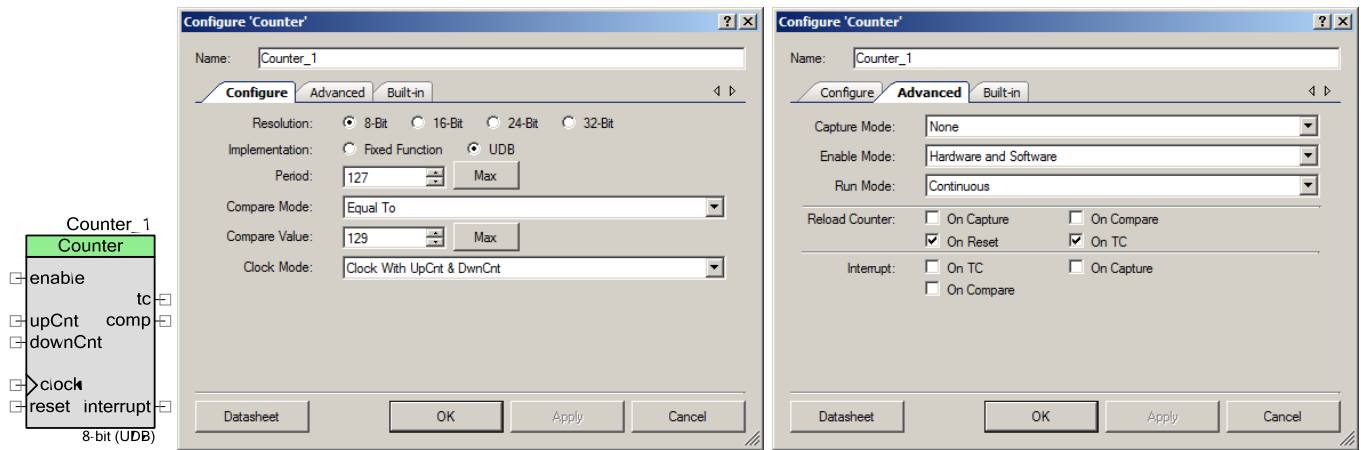 Counter_1
Counter
enable
tc
upCnt comp
downCnt
clock
reset interrupt
8-bit (UDB)
Configure 'Counter'
Name: Counter_1
Configure Advanced Built-in
Resolution: 8-Bit 16-Bit 24-Bit 32-Bit
Implementation: Fixed Function UDB
Period: 127 Max
Compare Mode: Equal To
Compare Value: 129 Max
Clock Mode: Clock With UpCnt & DwnCnt
Datasheet OK Apply Cancel
Configure 'Counter'
Name: Counter_1
Configure Advanced Built-in
Capture Mode: None
Enable Mode: Hardware and Software
Run Mode: Continuous
Reload Counter: On Capture On Compare
On Reset On TC
Interrupt: On TC On Capture
On Compare
Datasheet OK Apply Cancel